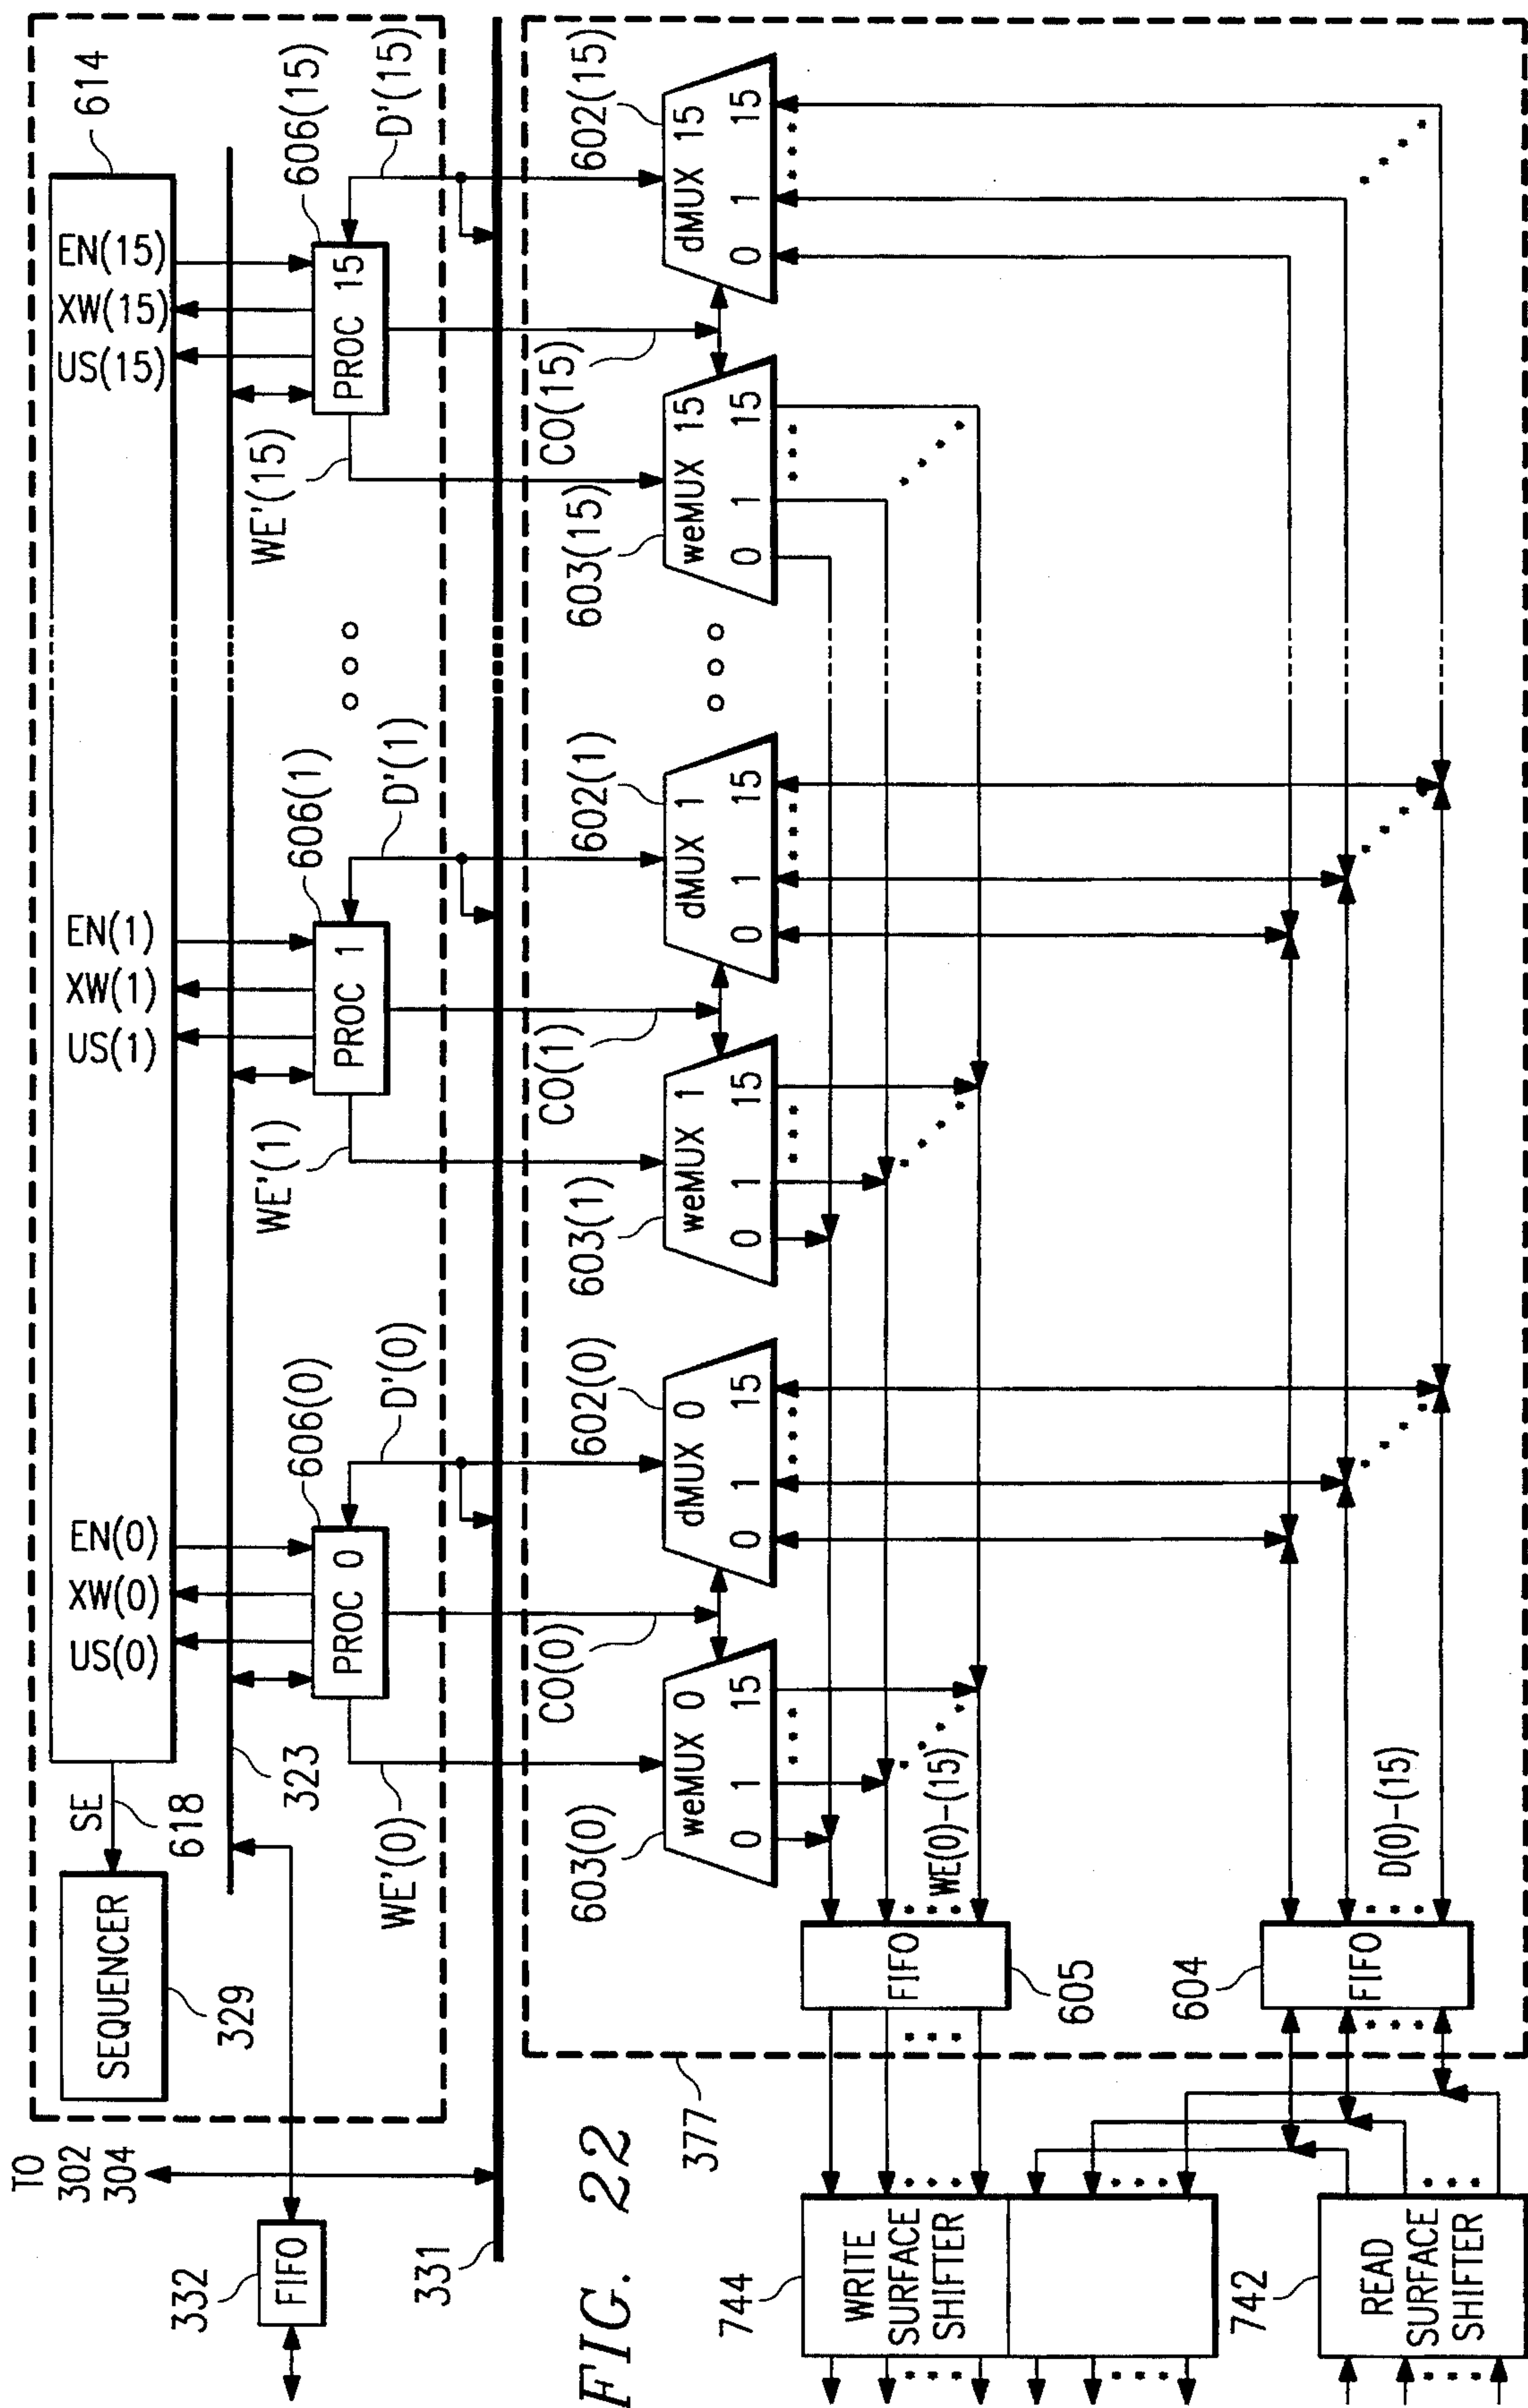 614
EN(15)
XW(15)
US(15)
606(15)
PROC 15
D'(15)
WE'(15)
EN(1)
XW(1)
US(1)
606(1)
PROC 1
D'(1)
WE'(1)
EN(0)
XW(0)
US(0)
606(0)
PROC 0
D'(0)
WE'(0)
SE
618
323
SEQUENCER
329
TO
302
304
332
FIFO
331
602(15)
dMUX 15
0 1 15
CO(15)
603(15)
weMUX 15
0 1 15
602(1)
dMUX 1
0 1 15
CO(1)
603(1)
weMUX 1
0 1 15
602(0)
dMUX 0
0 1 15
CO(0)
603(0)
weMUX 0
0 1 15
WE(0)-(15)
D(0)-(15)
FIFO
605
604
FIFO
377
744
WRITE
SURFACE
SHIFTER
742
READ
SURFACE
SHIFTER
FIG. 22